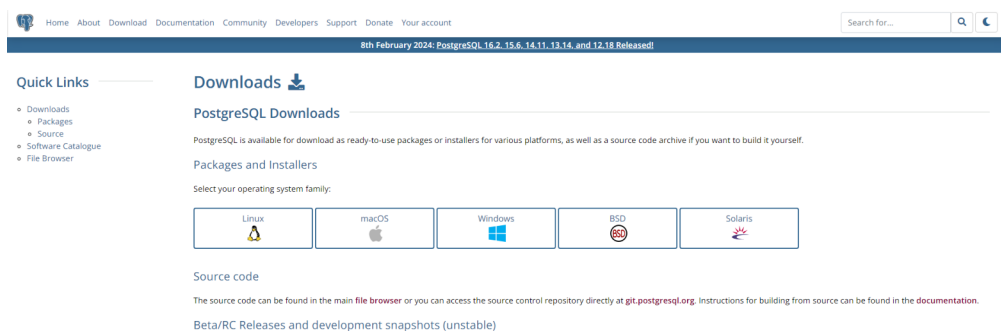 Home About Download Documentation Community Developers Support Donate Your account Search for...
8th February 2024: PostgreSQL 16.2, 15.6, 14.11, 13.14, and 12.18 Released!
Quick Links
Downloads
Packages
Source
Software Catalogue
File Browser
Downloads
PostgreSQL Downloads
PostgreSQL is available for download as ready-to-use packages or installers for various platforms, as well as a source code archive if you want to build it yourself.
Packages and Installers
Select your operating system family:
Linux macOS Windows BSD Solaris
BSD
Source code
The source code can be found in the main file browser or you can access the source control repository directly at git.postgresql.org. Instructions for building from source can be found in the documentation.
Beta/RC Releases and development snapshots (unstable)